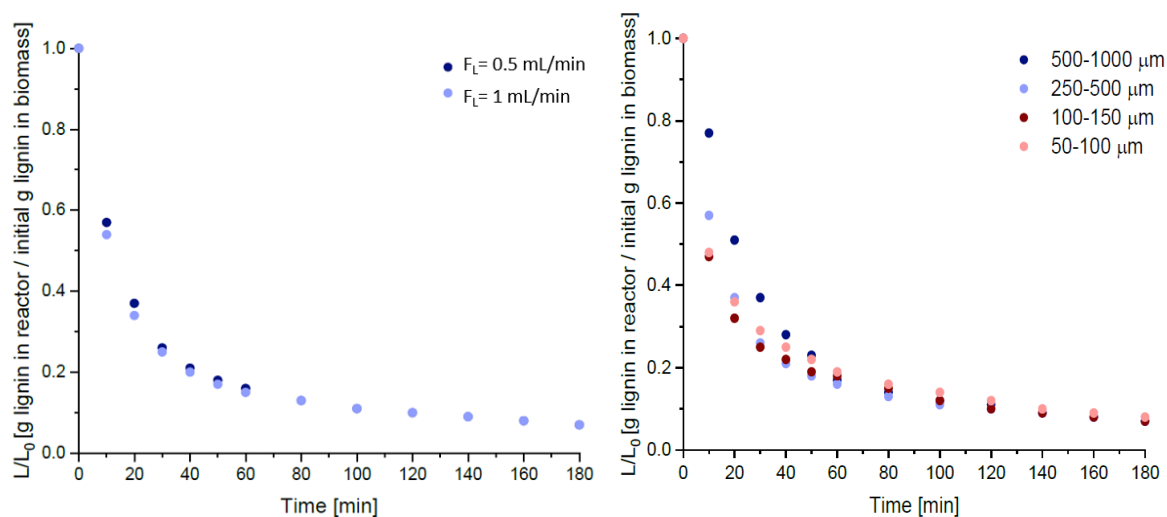 L/L₀ [g lignin in reactor / initial g lignin in biomass]
1.0
0.8
0.6
0.4
0.2
0.0
F_L= 0.5 mL/min
F_L= 1 mL/min
0 20 40 60 80 100 120 140 160 180
Time [min]
L/L₀ [g lignin in reactor / initial g lignin in biomass]
1.0
0.8
0.6
0.4
0.2
0.0
500-1000 μm
250-500 μm
100-150 μm
50-100 μm
0 20 40 60 80 100 120 140 160 180
Time [min]